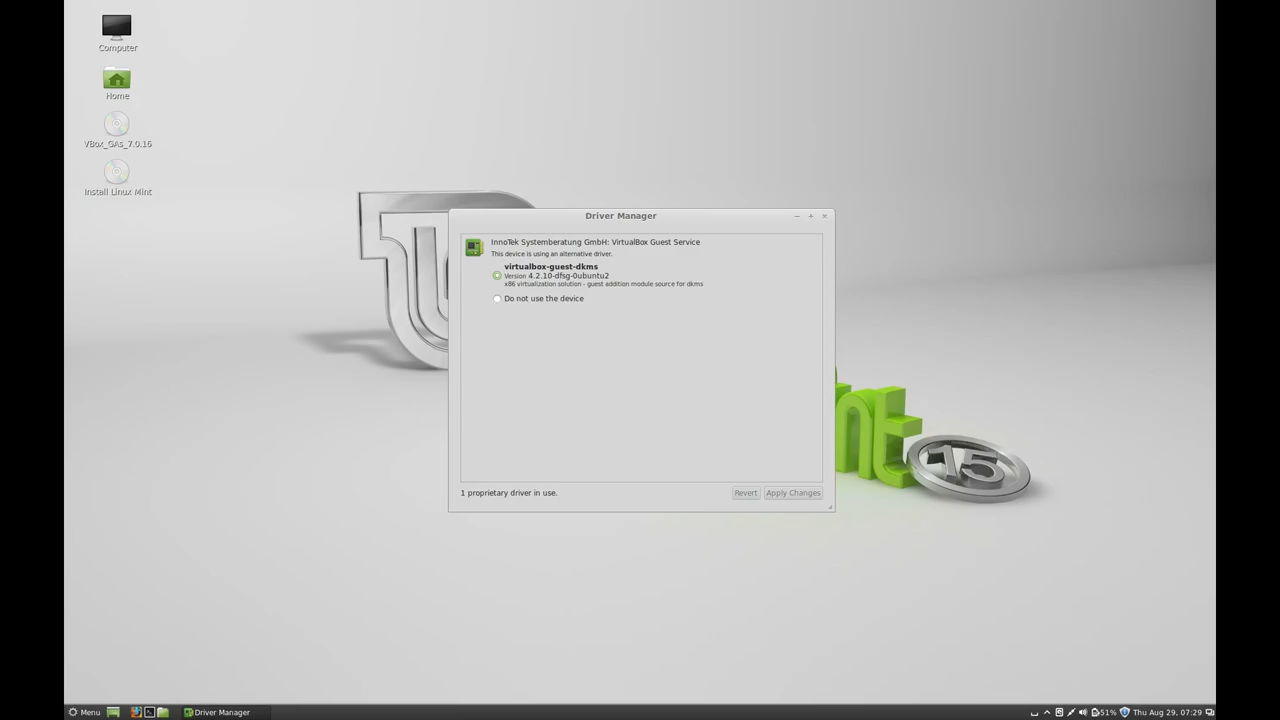 Computer
Home
VBox_GAs_7.0.16
Install Linux Mint
Driver Manager
InnoTek Systemberatung GmbH: VirtualBox Guest Service
This device is using an alternative driver.
virtualbox-guest-dkms
Version 4.2.10-dfsg-0ubuntu2
x86 virtualization solution - guest addition module source for dkms
Do not use the device
1 proprietary driver in use.
Revert
Apply Changes
nt
15
Menu
Driver Manager
51%
Thu Aug 29, 07:29